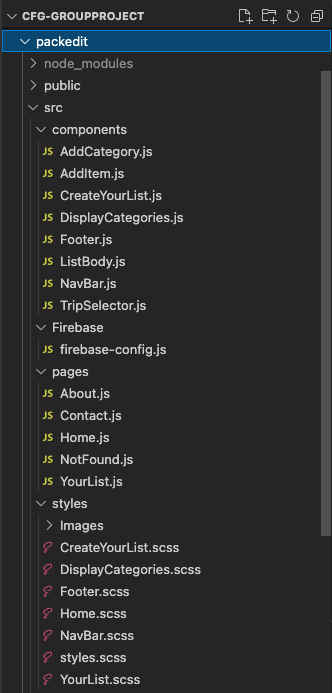 CFG-GROUPPROJECT
packedit
node_modules
public
src
components
JS AddCategory.js
JS AddItem.js
JS CreateYourList.js
JS DisplayCategories.js
JS Footer.js
JS ListBody.js
JS NavBar.js
JS TripSelector.js
Firebase
JS firebase-config.js
pages
JS About.js
JS Contact.js
JS Home.js
JS NotFound.js
JS YourList.js
styles
Images
CreateYourList.scss
DisplayCategories.scss
Footer.scss
Home.scss
NavBar.scss
styles.scss
YourList.scss